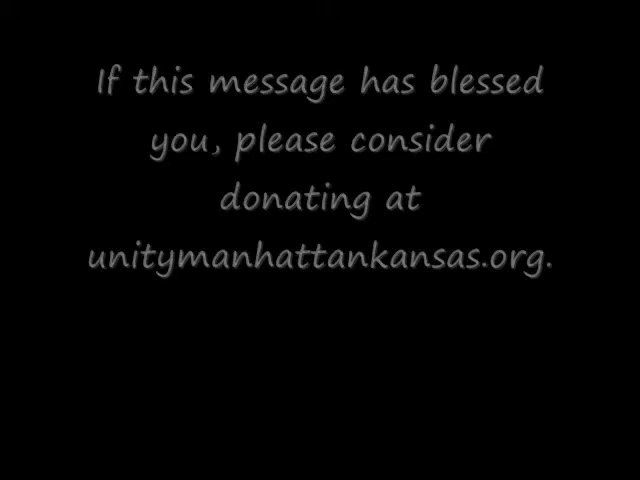 If this message has blessed
you, please consider
donating at
unitymanhattankansas.org.